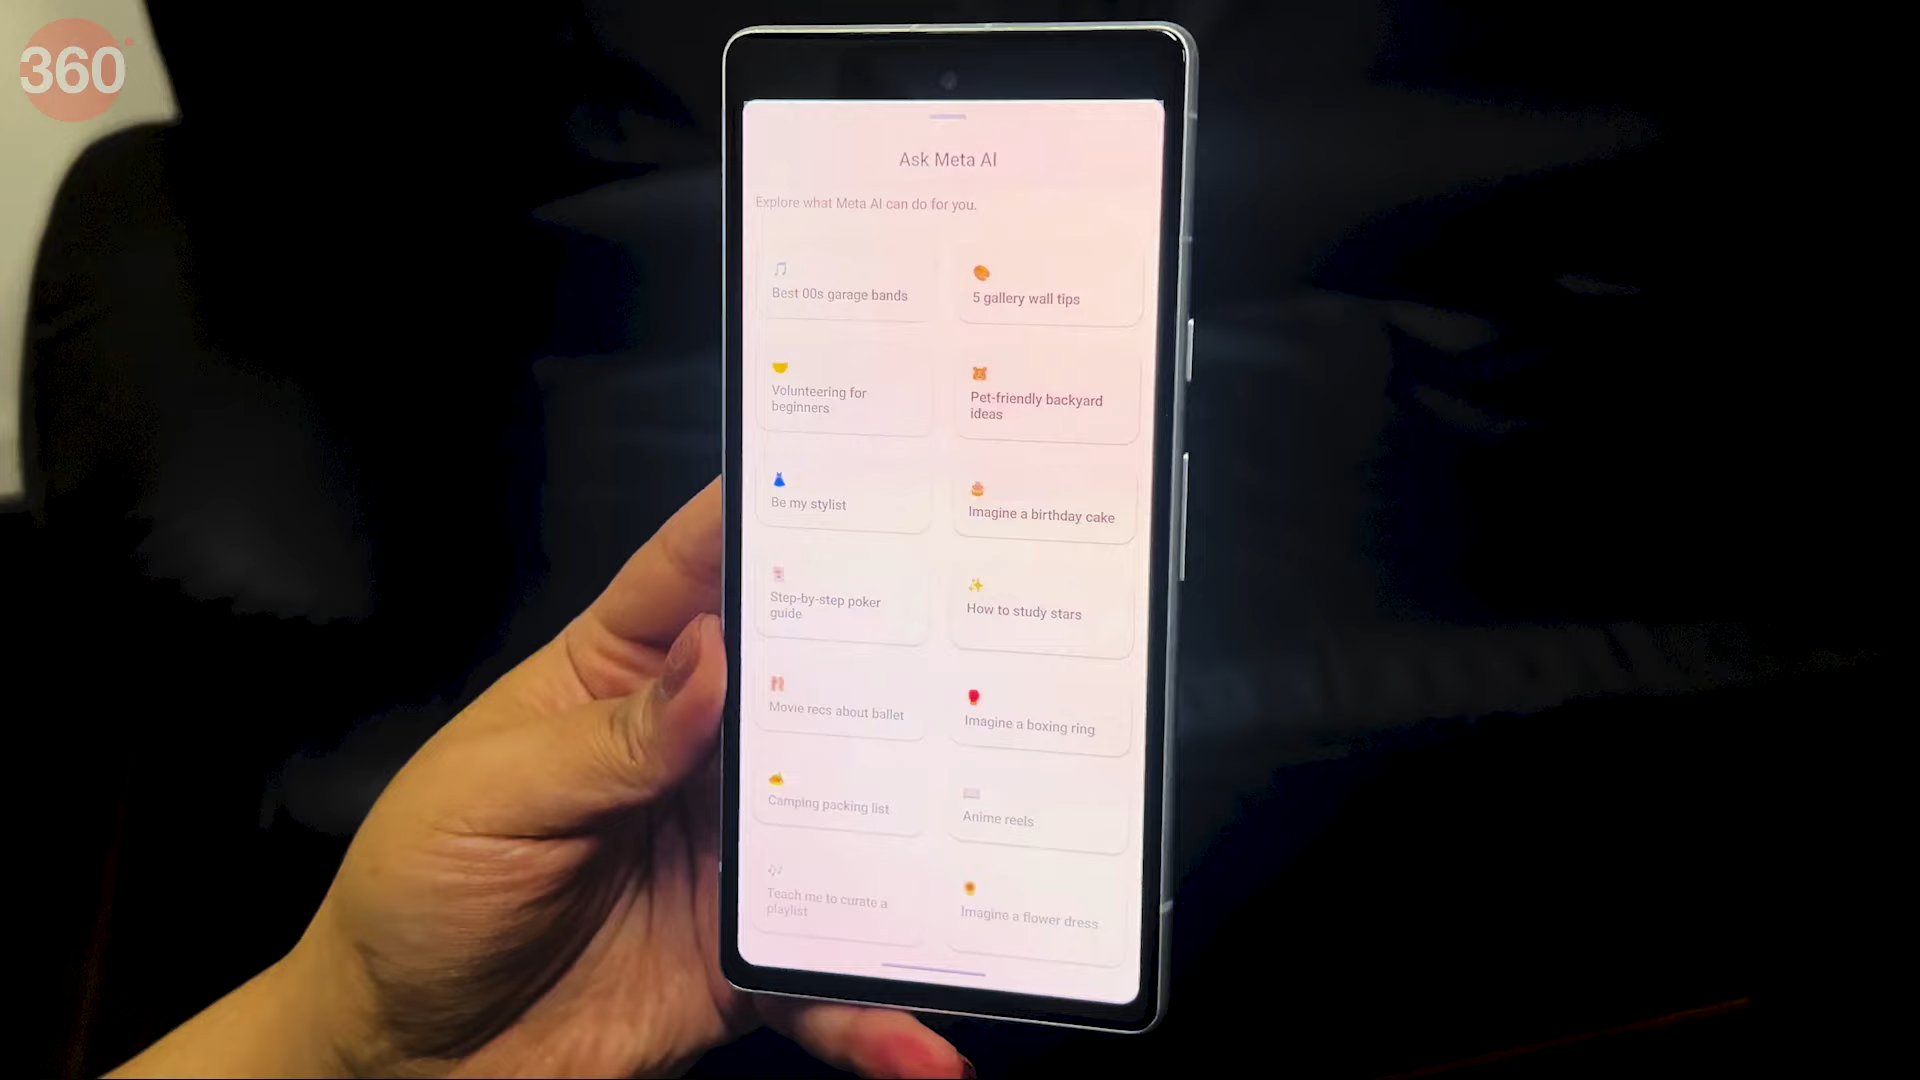 360°
Ask Meta AI
Explore what Meta AI can do for you.
Best 00s garage bands
5 gallery wall tips
Volunteering for
beginners
Pet-friendly backyard
ideas
Be my stylist
Imagine a birthday cake
Step-by-step poker
guide
How to study stars
Movie recs about ballet
Imagine a boxing ring
Camping packing list
Anime reels
Teach me to curate a
playlist
Imagine a flower dress